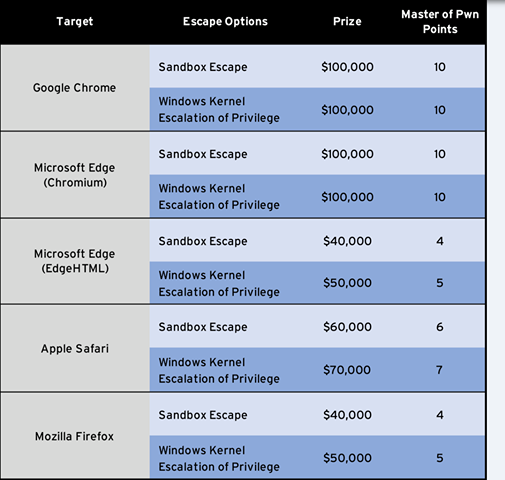 Target Escape Options Prize Master of Pwn
Points
Google Chrome
Sandbox Escape $100,000 10
Windows Kernel
Escalation of Privilege $100,000 10
Microsoft Edge
(Chromium)
Sandbox Escape $100,000 10
Windows Kernel
Escalation of Privilege $100,000 10
Microsoft Edge
(EdgeHTML)
Sandbox Escape $40,000 4
Windows Kernel
Escalation of Privilege $50,000 5
Apple Safari
Sandbox Escape $60,000 6
Windows Kernel
Escalation of Privilege $70,000 7
Mozilla Firefox
Sandbox Escape $40,000 4
Windows Kernel
Escalation of Privilege $50,000 5